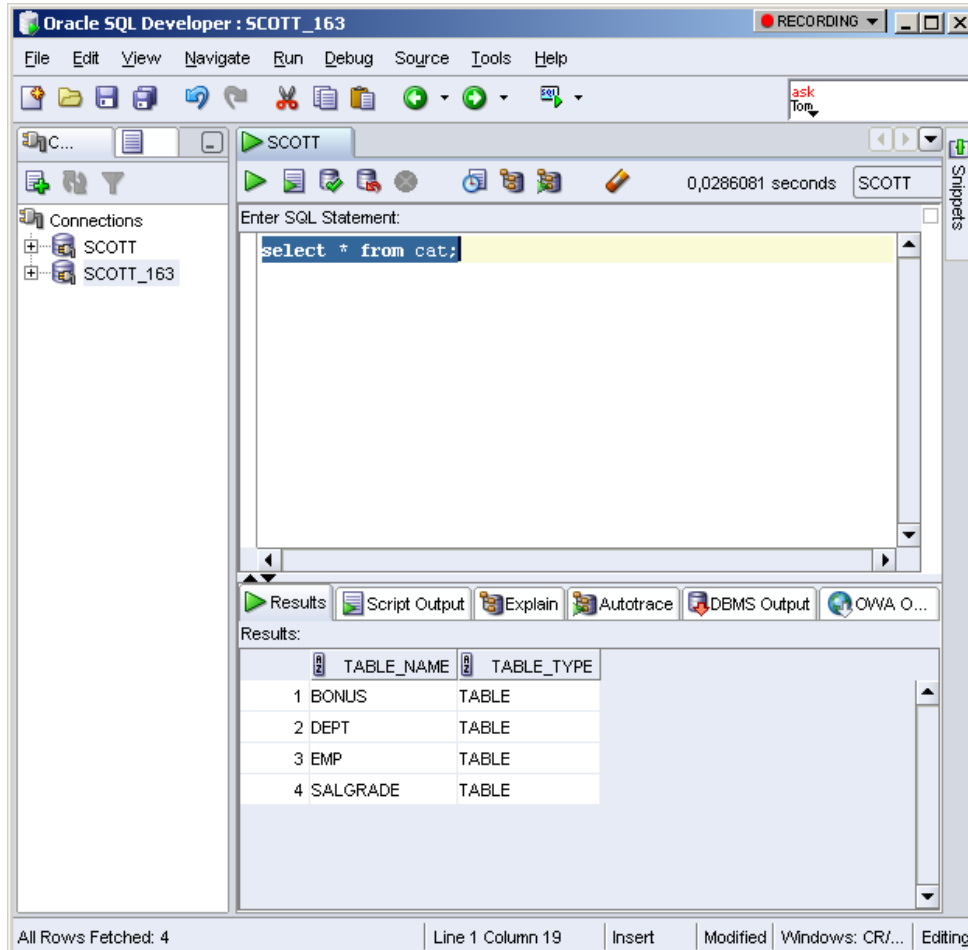 Oracle SQL Developer : SCOTT_163
RECORDING
File Edit View Navigate Run Debug Source Tools Help
SQL
ask
Tom
C...
SCOTT
0,0286081 seconds SCOTT
Snippets
Connections
SCOTT
SCOTT_163
Enter SQL Statement:
select * from cat;
Results Script Output Explain Autotrace DBMS Output OWA O...
Results:
TABLE_NAME TABLE_TYPE
1 BONUS TABLE
2 DEPT TABLE
3 EMP TABLE
4 SALGRADE TABLE
All Rows Fetched: 4 Line 1 Column 19 Insert Modified Windows: CR/... Editing